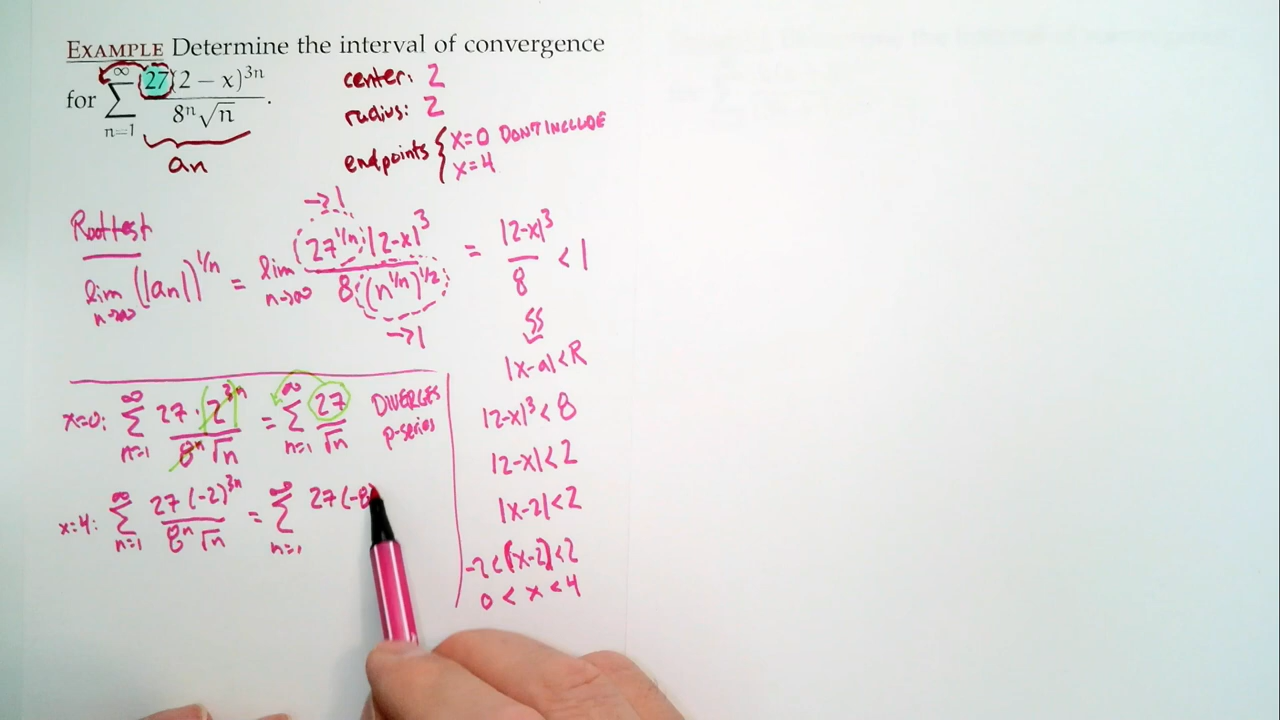 EXAMPLE Determine the interval of convergence
for ∑_{n=1}^{∞} 27(2 − x)^{3n} / 8^n √n.
an
center: 2
radius: 2
endpoints { x=0 DON'T INCLUDE
x=4
Root test
lim_{n→∞} (|an|)^{1/n} = lim_{n→∞} (27^{1/n}) |2-x|^3 / 8 (n^{1/n})^{1/2} = |2-x|^3 / 8 < 1
→1
→1
|x-a|<R
|2-x|^3 < 8
|2-x|<2
|x-2|<2
-2<(x-2)<2
0 < x < 4
x=0: ∑_{n=1}^{∞} 27 · (2)^{3n} / 8^n √n = ∑_{n=1}^{∞} 27 / √n DIVERGES
p-series
x=4: ∑_{n=1}^{∞} 27 (-2)^{3n} / 8^n √n = ∑_{n=1}^{∞} 27(-8)